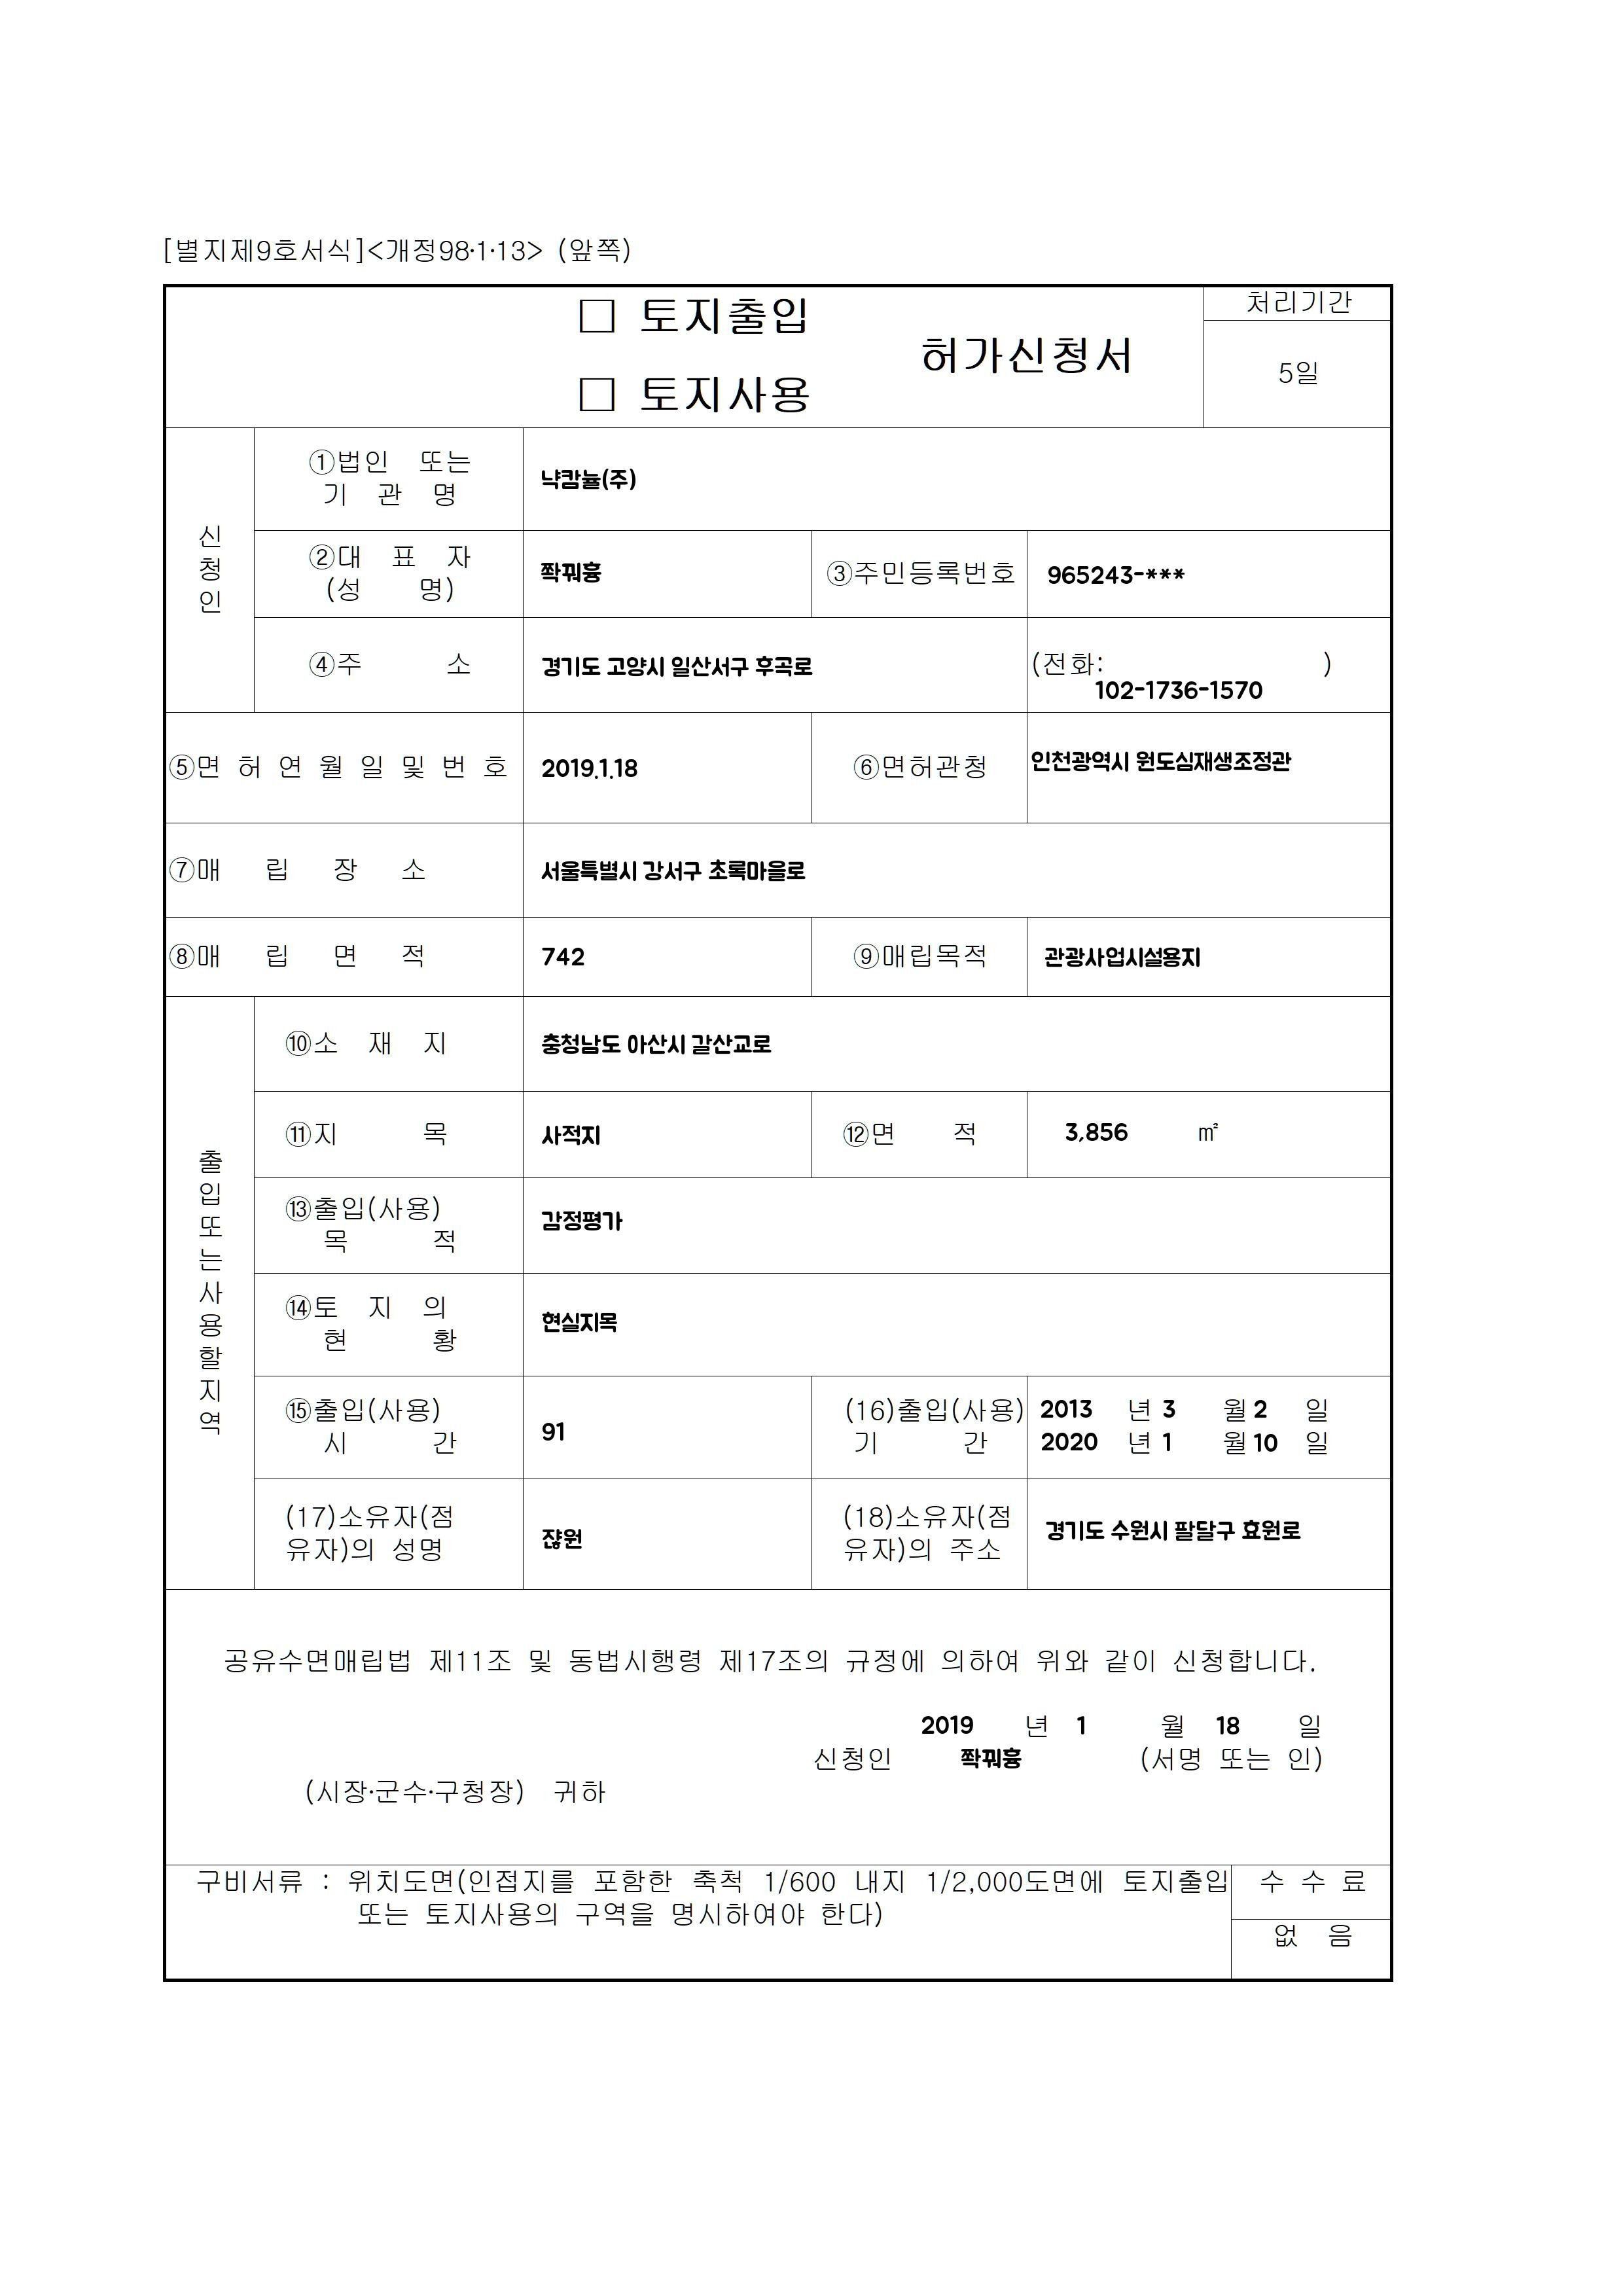 [별지제9호서식]<개정98·1·13> (앞쪽)
□ 토지출입
□ 토지사용
허가신청서
처리기간
5일
신청인
①법인 또는
기 관 명
냑캄뉼(주)
②대 표 자
(성 명)
쫙꿔흉
③주민등록번호
965243-***
④주 소
경기도 고양시 일산서구 후곡로
(전화: )
102-1736-1570
⑤면 허 연 월 일 및 번 호
2019.1.18
⑥면허관청
인천광역시 원도심재생조정관
⑦매 립 장 소
서울특별시 강서구 초록마을로
⑧매 립 면 적
742
⑨매립목적
관광사업시설용지
출입또는사용할지역
⑩소 재 지
충청남도 아산시 갈산교로
⑪지 목
사적지
⑫면 적
3,856 ㎡
⑬출입(사용)
목 적
감정평가
⑭토 지 의
현 황
현실지목
⑮출입(사용)
시 간
91
(16)출입(사용)
기 간
2013 년 3 월 2 일
2020 년 1 월 10 일
(17)소유자(점
유자)의 성명
쟎원
(18)소유자(점
유자)의 주소
경기도 수원시 팔달구 효원로
공유수면매립법 제11조 및 동법시행령 제17조의 규정에 의하여 위와 같이 신청합니다.
2019 년 1 월 18 일
신청인 쫙꿔흉 (서명 또는 인)
(시장·군수·구청장) 귀하
구비서류 : 위치도면(인접지를 포함한 축척 1/600 내지 1/2,000도면에 토지출입
또는 토지사용의 구역을 명시하여야 한다)
수 수 료
없 음